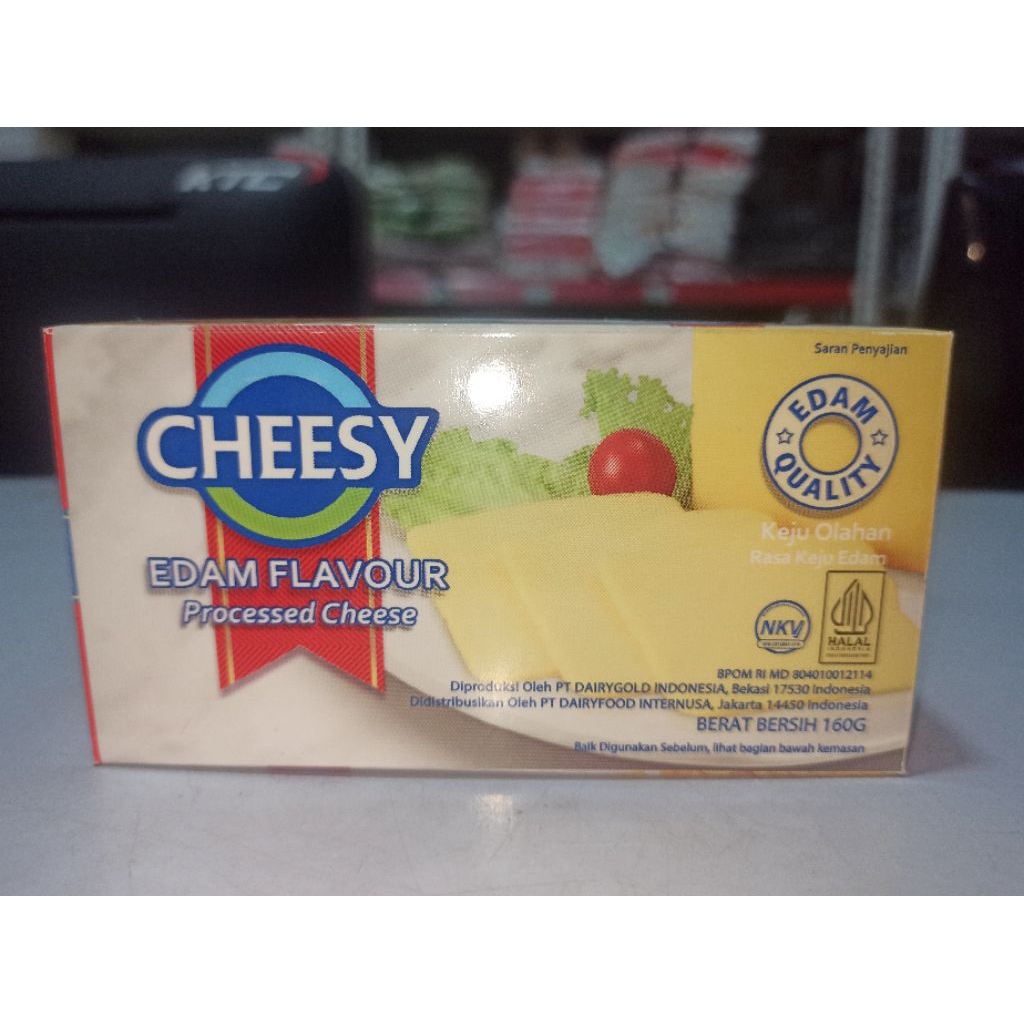 KTC
Saran Penyajian
CHEESY
EDAM QUALITY
EDAM FLAVOUR
Processed Cheese
Keju Olahan
Rasa Keju Edam
NKV
HALAL
INDONESIA
BPOM RI MD 804010012114
Diproduksi Oleh PT DAIRYGOLD INDONESIA, Bekasi 17530 Indonesia
Didistribusikan Oleh PT DAIRYFOOD INTERNUSA, Jakarta 14450 Indonesia
BERAT BERSIH 160G
Baik Digunakan Sebelum, lihat bagian bawah kemasan